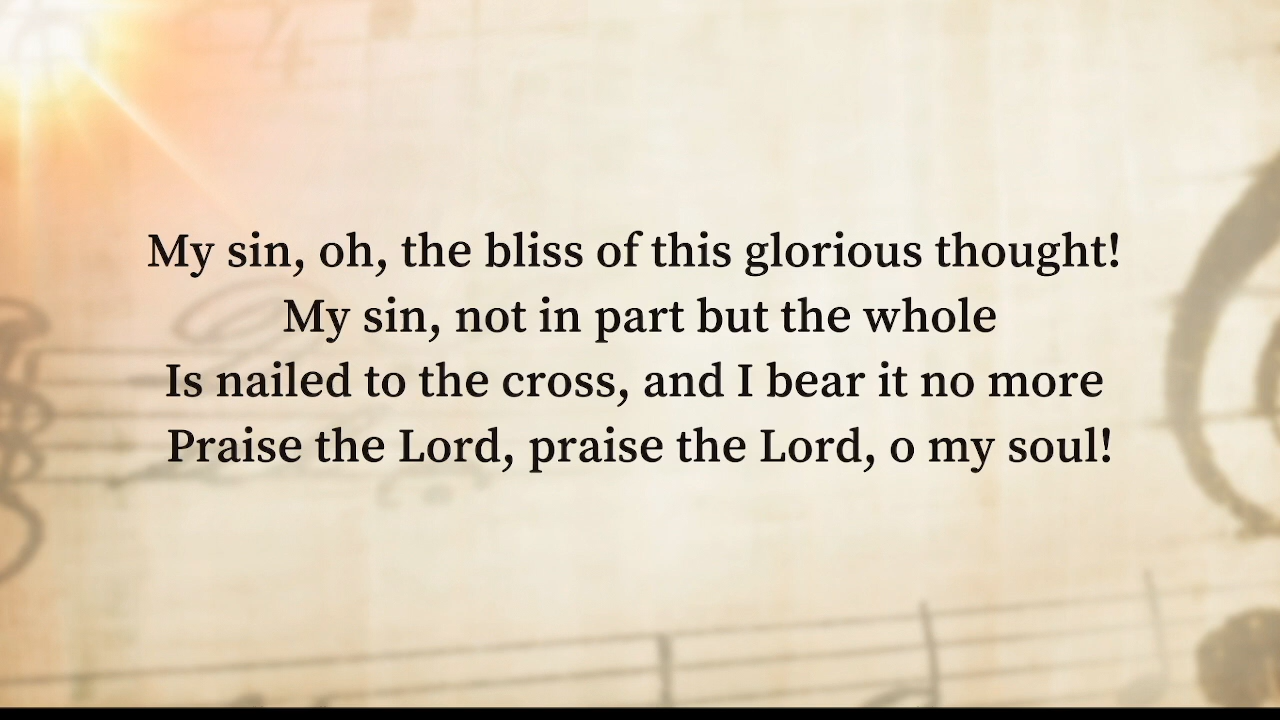 My sin, oh, the bliss of this glorious thought!
My sin, not in part but the whole
Is nailed to the cross, and I bear it no more
Praise the Lord, praise the Lord, o my soul!